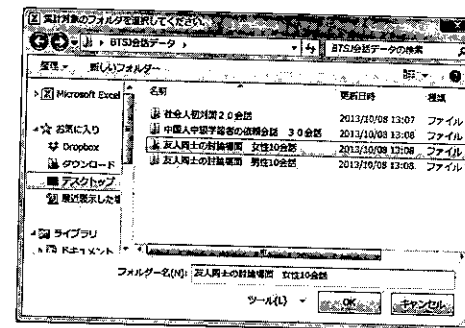 集計対象のフォルダを選択してください
BTSJ会話データ
BTSJ会話データの検索
整理 新しいフォルダー
Microsoft Excel
お気に入り
Dropbox
ダウンロード
デスクトップ
最近表示した場
ライブラリ
ドキュメント
名前 更新日時 種類
社会人初対面20会話 2013/10/08 13:07 ファイル
中国人中級学習者の依頼会話 30会話 2013/10/08 13:08 ファイル
友人同士の討論場面 女性10会話 2013/10/08 13:08 ファイル
友人同士の討論場面 男性10会話 2013/10/08 13:08 ファイル
フォルダー名(N): 友人同士の討論場面 女性10会話
ツール(L) OK キャンセル